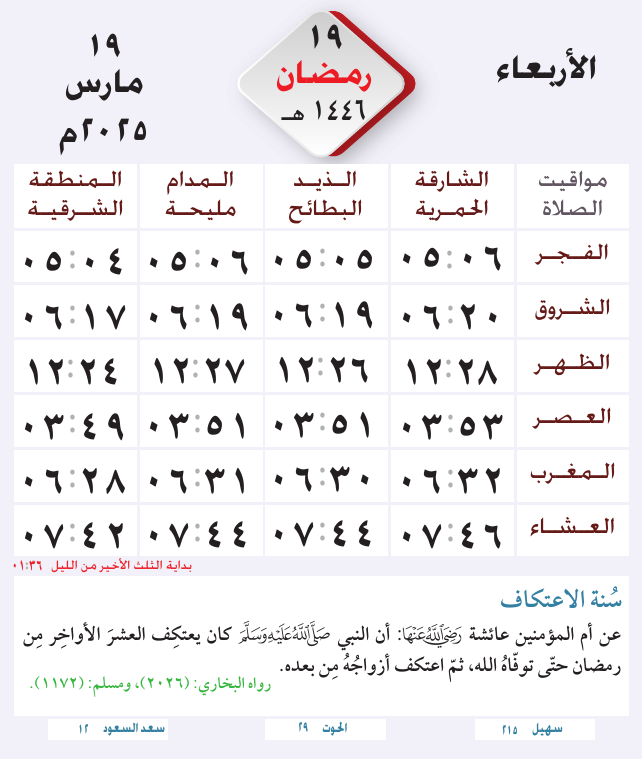 الأربعاء
١٩
رمضان
١٤٤٦ هـ
١٩
مارس
٢٠٢٥م
مواقيت الصلاة الشارقة الحمرية الذيد البطائح المدام مليحة المنطقة الشرقية
الفجر ٠٥:٠٦ ٠٥:٠٥ ٠٥:٠٦ ٠٥:٠٤
الشروق ٠٦:٢٠ ٠٦:١٩ ٠٦:١٩ ٠٦:١٧
الظهر ١٢:٢٨ ١٢:٢٦ ١٢:٢٧ ١٢:٢٤
العصر ٠٣:٥٣ ٠٣:٥١ ٠٣:٥١ ٠٣:٤٩
المغرب ٠٦:٣٢ ٠٦:٣٠ ٠٦:٣١ ٠٦:٢٨
العشاء ٠٧:٤٦ ٠٧:٤٤ ٠٧:٤٤ ٠٧:٤٢
بداية الثلث الأخير من الليل ٠١:٣٦
سُنة الاعتكاف
عن أم المؤمنين عائشة رَضِيَ اللَّهُ عَنْهَا: أن النبي صَلَّى اللَّهُ عَلَيْهِ وَسَلَّمَ كان يعتكِف العشرَ الأواخِر مِن
رمضان حتّى توفّاهُ الله، ثمّ اعتكف أزواجُهُ مِن بعده.
رواه البخاري: (٢٠٢٦)، ومسلم: (١١٧٢).
سهيل ٢١٥ الحوت ٢٩ سعد السعود ١٢